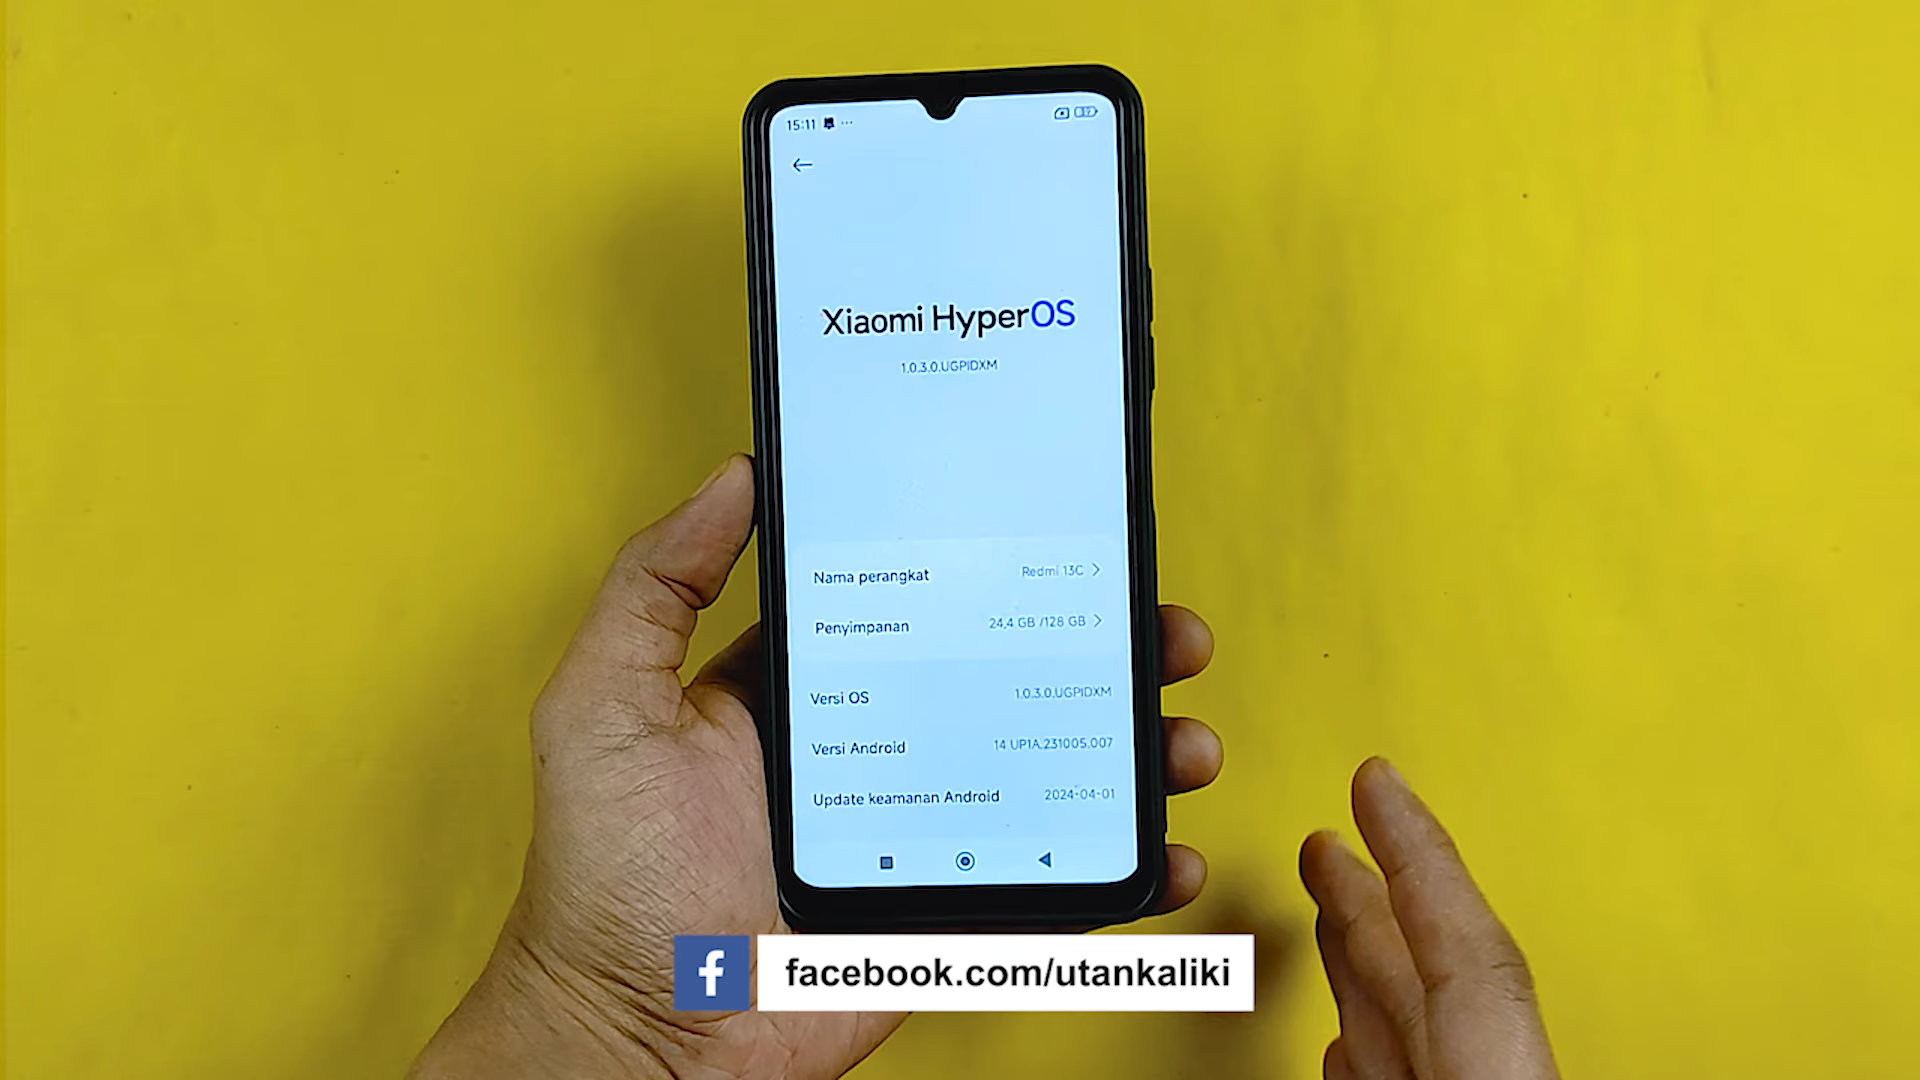 15:11
Xiaomi HyperOS
1.0.3.0.UGPIDXM
Nama perangkat Redmi 13C
Penyimpanan 24,4 GB /128 GB
Versi OS 1.0.3.0.UGPIDXM
Versi Android 14 UP1A.231005.007
Update keamanan Android 2024-04-01
facebook.com/utankaliki